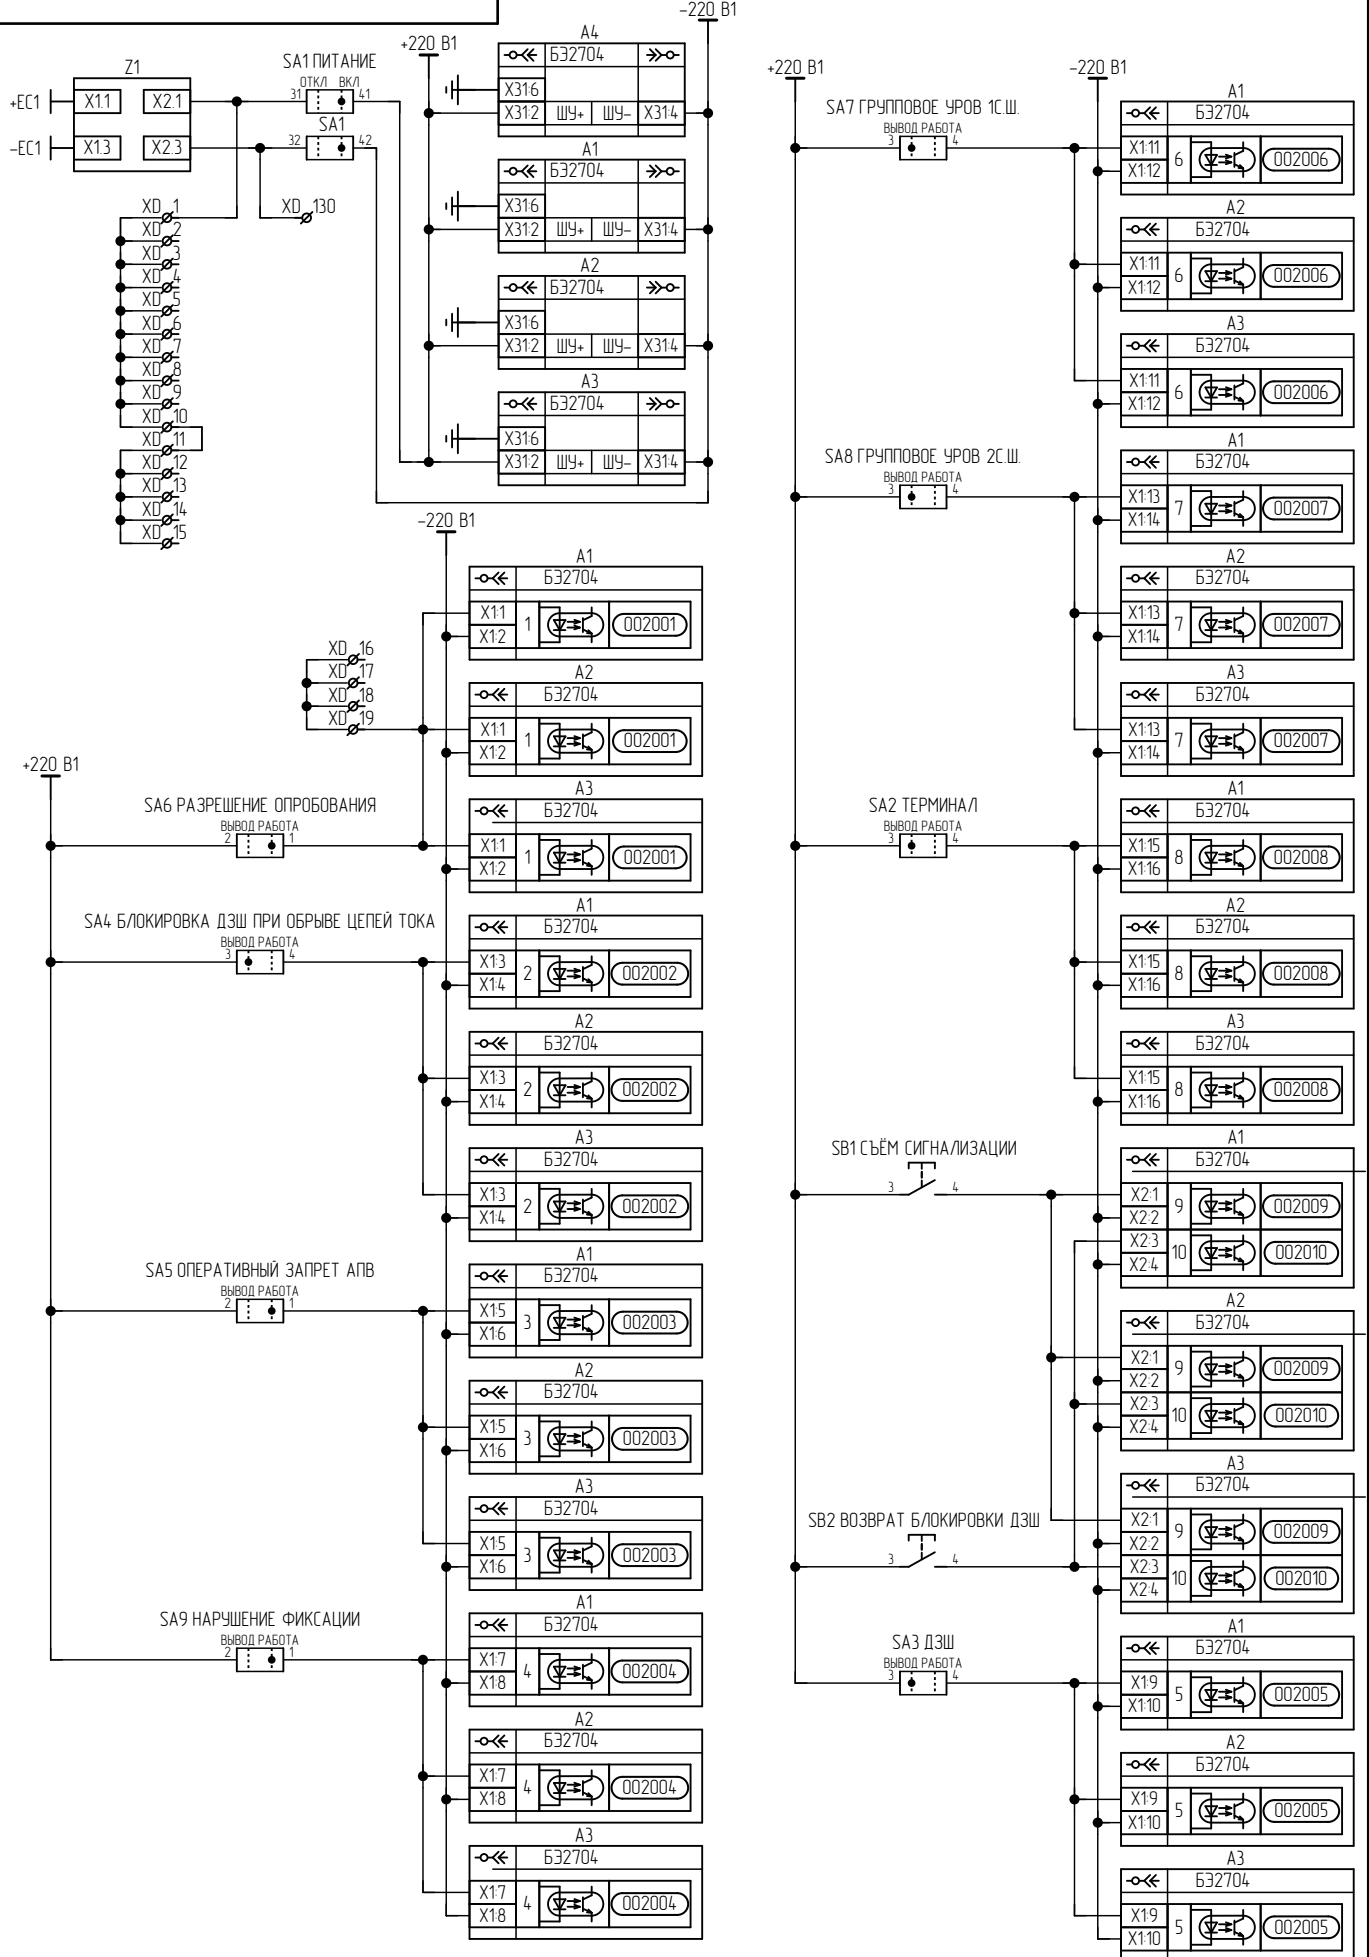 Z1
+EC1
X1.1
X2.1
-EC1
X1.3
X2.3
SA1 ПИТАНИЕ
ОТКЛ ВКЛ
31
41
SA1
32
42
XD 1
XD 2
XD 3
XD 4
XD 5
XD 6
XD 7
XD 8
XD 9
XD 10
XD 11
XD 12
XD 13
XD 14
XD 15
XD 130
+220 В1
-220 В1
A4
БЭ2704
X31:6
X31:2 ШУ+ ШУ- X31:4
A1
БЭ2704
X31:6
X31:2 ШУ+ ШУ- X31:4
A2
БЭ2704
X31:6
X31:2 ШУ+ ШУ- X31:4
A3
БЭ2704
X31:6
X31:2 ШУ+ ШУ- X31:4
-220 В1
XD 16
XD 17
XD 18
XD 19
+220 В1
A1
БЭ2704
X1:1
X1:2
1
002001
A2
БЭ2704
X1:1
X1:2
1
002001
SA6 РАЗРЕШЕНИЕ ОПРОБОВАНИЯ
ВЫВОД РАБОТА
2
1
A3
БЭ2704
X1:1
X1:2
1
002001
SA4 БЛОКИРОВКА ДЗШ ПРИ ОБРЫВЕ ЦЕПЕЙ ТОКА
ВЫВОД РАБОТА
3
4
A1
БЭ2704
X1:3
X1:4
2
002002
A2
БЭ2704
X1:3
X1:4
2
002002
A3
БЭ2704
X1:3
X1:4
2
002002
SA5 ОПЕРАТИВНЫЙ ЗАПРЕТ АПВ
ВЫВОД РАБОТА
2
1
A1
БЭ2704
X1:5
X1:6
3
002003
A2
БЭ2704
X1:5
X1:6
3
002003
A3
БЭ2704
X1:5
X1:6
3
002003
SA9 НАРУШЕНИЕ ФИКСАЦИИ
ВЫВОД РАБОТА
2
1
A1
БЭ2704
X1:7
X1:8
4
002004
A2
БЭ2704
X1:7
X1:8
4
002004
A3
БЭ2704
X1:7
X1:8
4
002004
+220 В1
-220 В1
SA7 ГРУППОВОЕ УРОВ 1С.Ш.
ВЫВОД РАБОТА
3
4
A1
БЭ2704
X1:11
X1:12
6
002006
A2
БЭ2704
X1:11
X1:12
6
002006
A3
БЭ2704
X1:11
X1:12
6
002006
SA8 ГРУППОВОЕ УРОВ 2С.Ш.
ВЫВОД РАБОТА
3
4
A1
БЭ2704
X1:13
X1:14
7
002007
A2
БЭ2704
X1:13
X1:14
7
002007
A3
БЭ2704
X1:13
X1:14
7
002007
SA2 ТЕРМИНАЛ
ВЫВОД РАБОТА
3
4
A1
БЭ2704
X1:15
X1:16
8
002008
A2
БЭ2704
X1:15
X1:16
8
002008
A3
БЭ2704
X1:15
X1:16
8
002008
SB1 СЪЁМ СИГНАЛИЗАЦИИ
3
4
A1
БЭ2704
X2:1
X2:2
9
002009
X2:3
X2:4
10
002010
A2
БЭ2704
X2:1
X2:2
9
002009
X2:3
X2:4
10
002010
SB2 ВОЗВРАТ БЛОКИРОВКИ ДЗШ
3
4
A3
БЭ2704
X2:1
X2:2
9
002009
X2:3
X2:4
10
002010
SA3 ДЗШ
ВЫВОД РАБОТА
3
4
A1
БЭ2704
X1:9
X1:10
5
002005
A2
БЭ2704
X1:9
X1:10
5
002005
A3
БЭ2704
X1:9
X1:10
5
002005